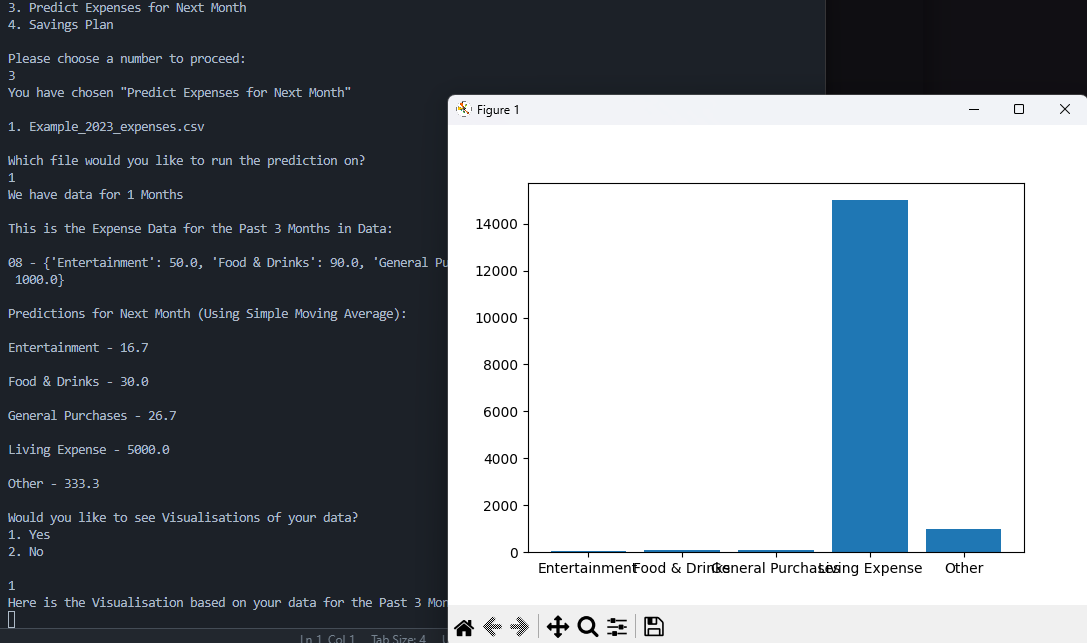 3. Predict Expenses for Next Month
4. Savings Plan
Please choose a number to proceed:
3
You have chosen "Predict Expenses for Next Month"
1. Example_2023_expenses.csv
Which file would you like to run the prediction on?
1
We have data for 1 Months
This is the Expense Data for the Past 3 Months in Data:
08 - {'Entertainment': 50.0, 'Food & Drinks': 90.0, 'General Pu
1000.0}
Predictions for Next Month (Using Simple Moving Average):
Entertainment - 16.7
Food & Drinks - 30.0
General Purchases - 26.7
Living Expense - 5000.0
Other - 333.3
Would you like to see Visualisations of your data?
1. Yes
2. No
1
Here is the Visualisation based on your data for the Past 3 Mon
Ln 1, Col 1 Tab Size: 4
Figure 1
14000
12000
10000
8000
6000
4000
2000
0
Entertainment Food & Drinks General Purchases Living Expense Other